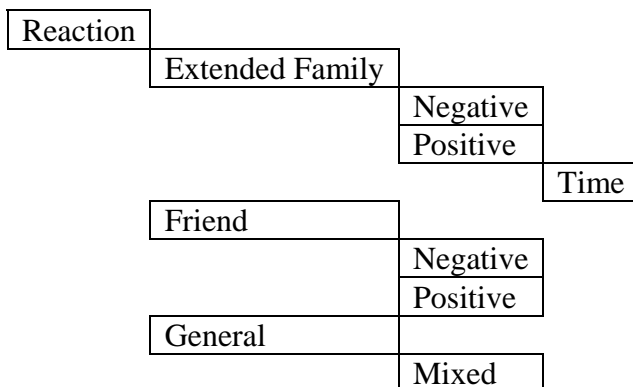 Reaction
Extended Family
Negative
Positive
Time
Friend
Negative
Positive
General
Mixed